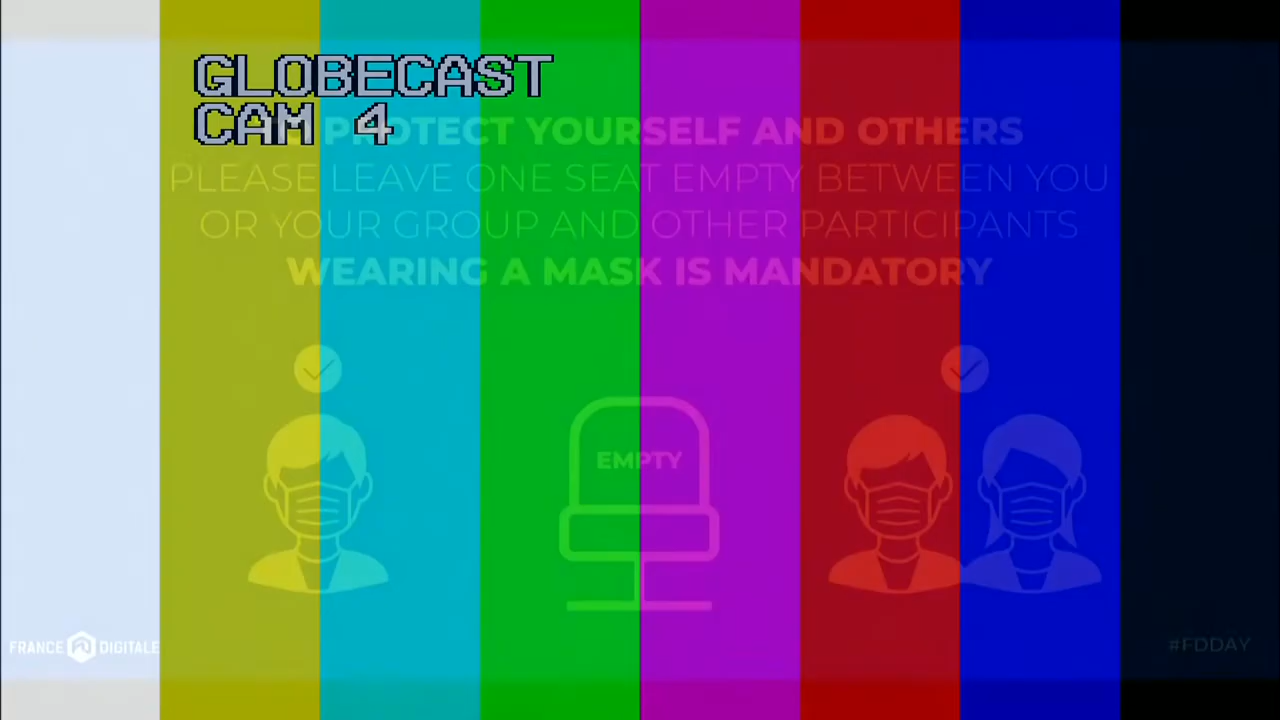 GLOBECAST
CAM 4
PROTECT YOURSELF AND OTHERS
PLEASE LEAVE ONE SEAT EMPTY BETWEEN YOU
OR YOUR GROUP AND OTHER PARTICIPANTS
WEARING A MASK IS MANDATORY
EMPTY
FRANCE DIGITALE
#FDDAY